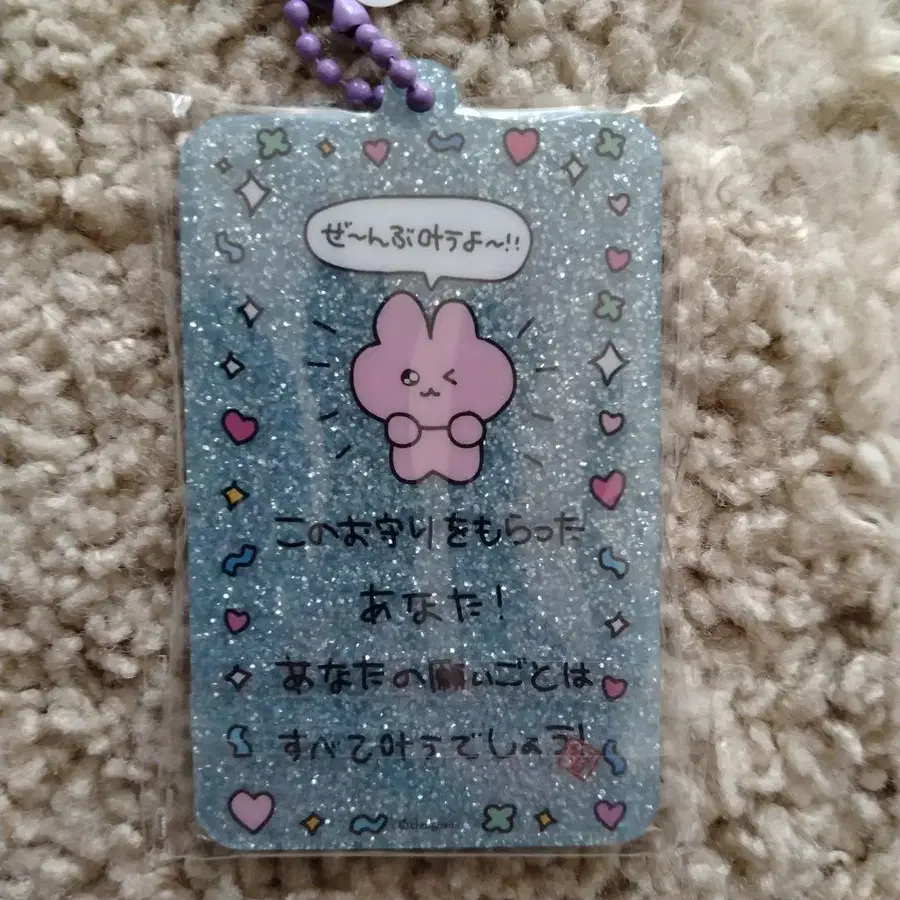 ぜ〜んぶ叶うよ〜!!
このお守りをもらった
あなた!
あなたの願いごとは
すべて叶うでしょう!